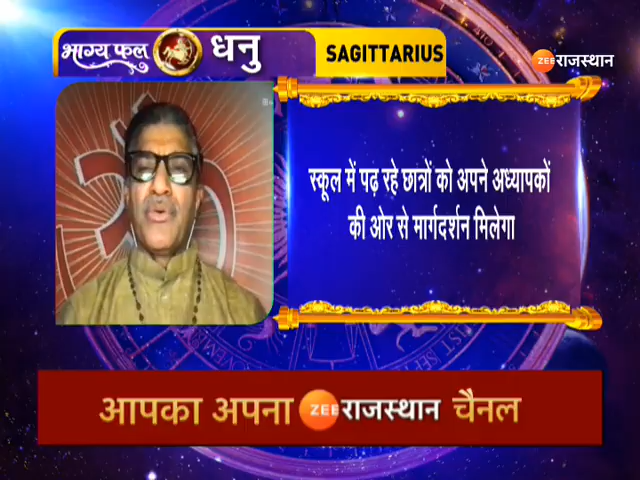 भाग्य फल
धनु
SAGITTARIUS
ZEE राजस्थान
स्कूल में पढ़ रहे छात्रों को अपने अध्यापकों
की ओर से मार्गदर्शन मिलेगा
आपका अपना ZEE राजस्थान चैनल